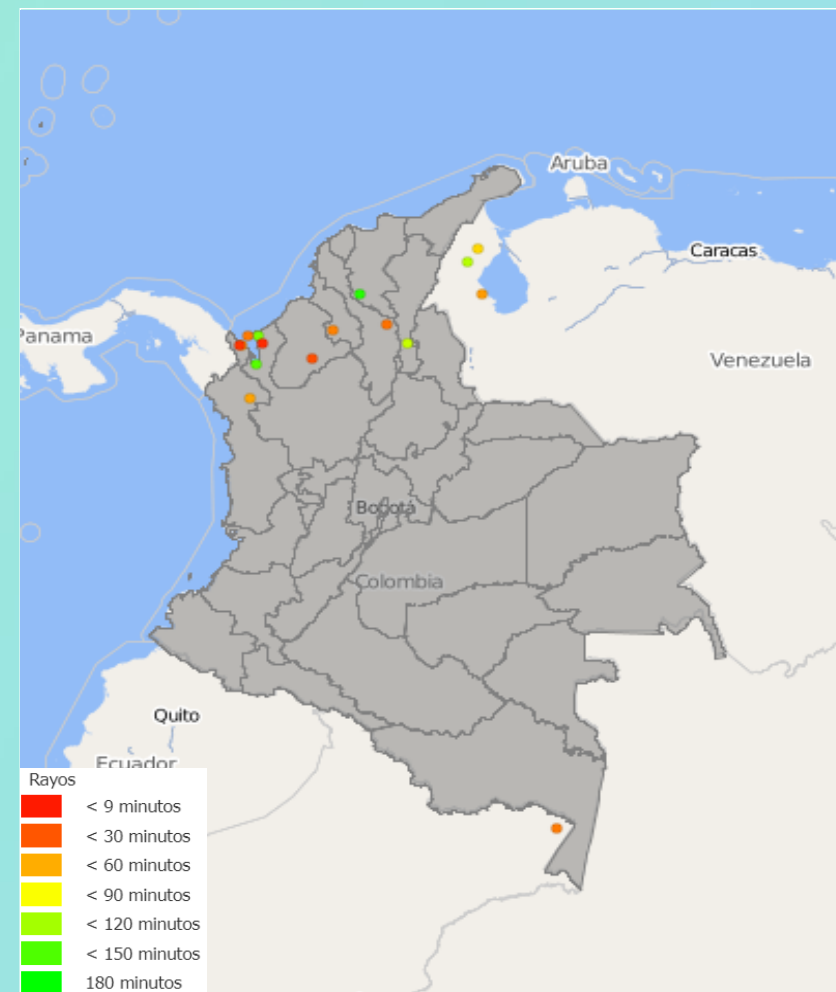 Aruba
Caracas
Panama
Venezuela
Bogotá
Colombia
Quito
Ecuador
Rayos
< 9 minutos
< 30 minutos
< 60 minutos
< 90 minutos
< 120 minutos
< 150 minutos
180 minutos